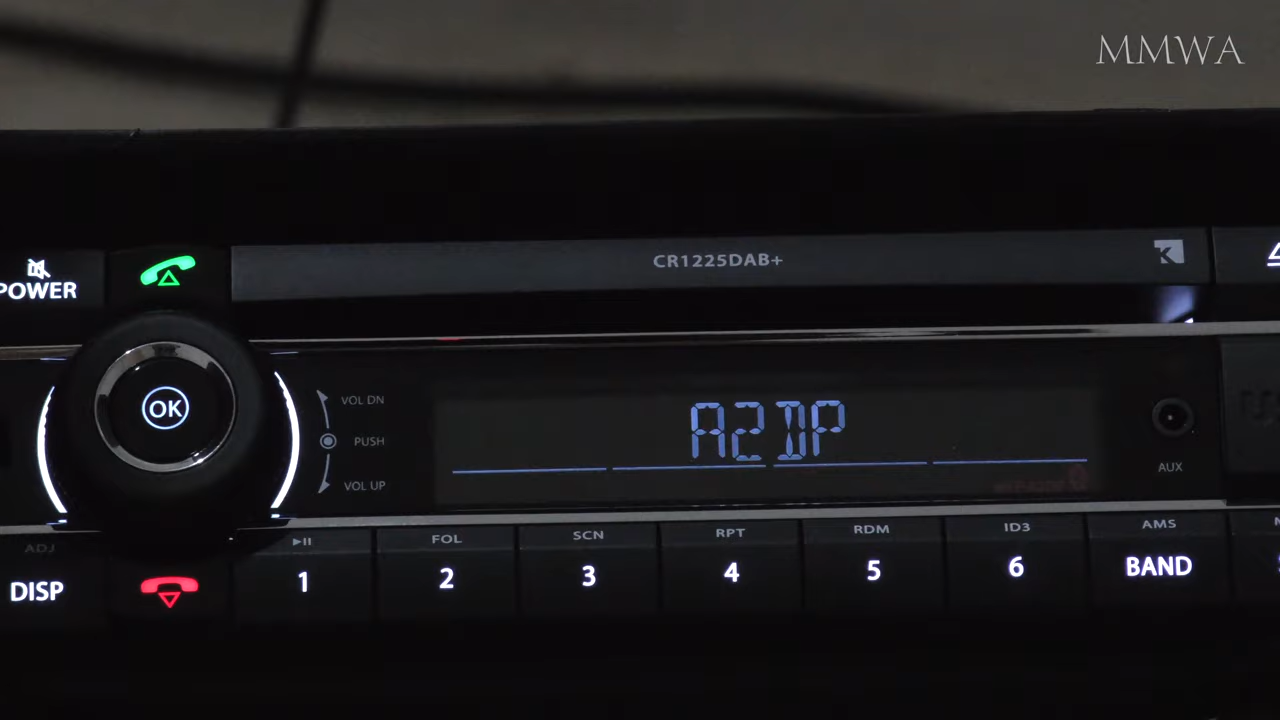 MMWA
CR1225DAB+
K
POWER
OK
VOL DN
PUSH
VOL UP
A2DP
AUX
ADJ
DISP
1
FOL
2
SCN
3
RPT
4
RDM
5
ID3
6
AMS
BAND